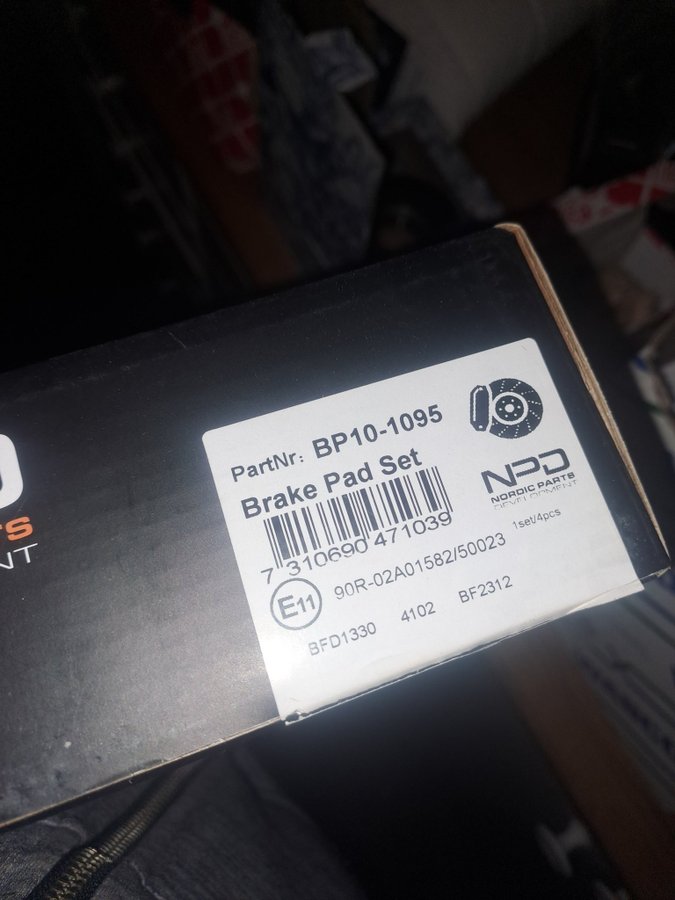 PartNr: BP10-1095
Brake Pad Set
7 310690 471039
NPD
NORDIC PARTS
DEVELOPMENT
1set/4pcs
E11
90R-02A01582/50023
BFD1330 4102 BF2312
TS
NT